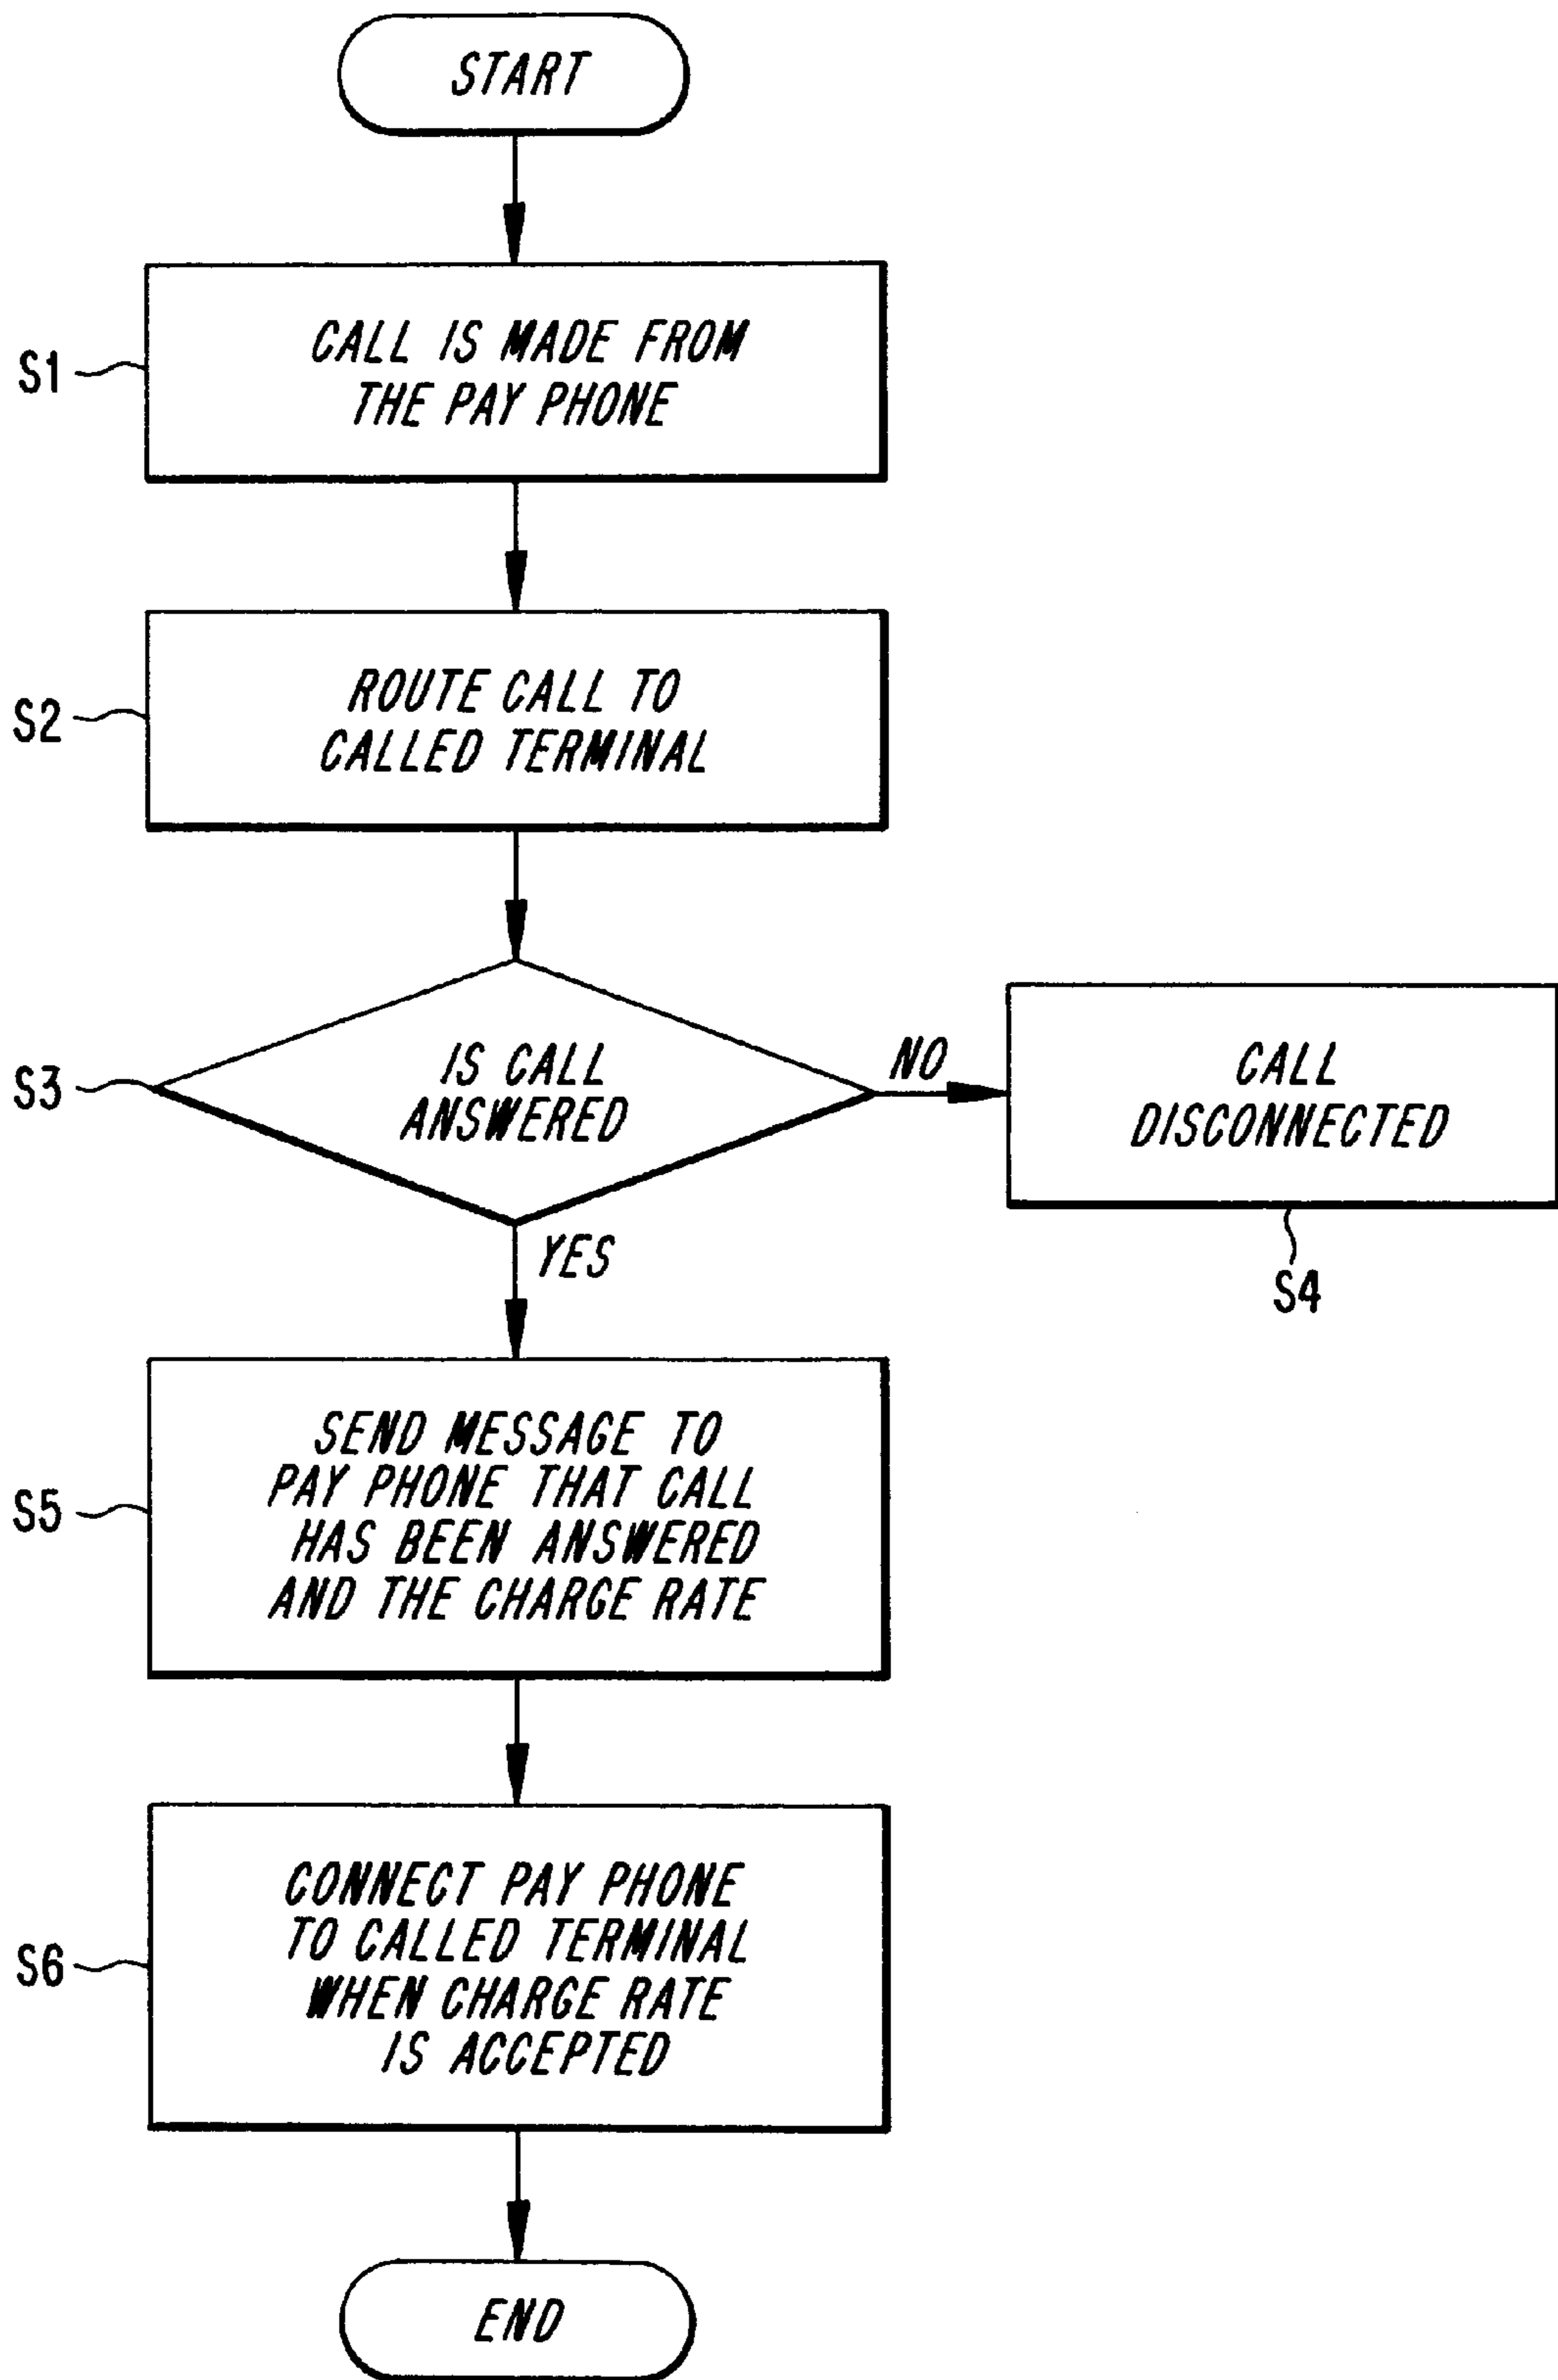 START
S1
CALL IS MADE FROM
THE PAY PHONE
S2
ROUTE CALL TO
CALLED TERMINAL
S3
IS CALL
ANSWERED
NO
CALL
DISCONNECTED
S4
YES
S5
SEND MESSAGE TO
PAY PHONE THAT CALL
HAS BEEN ANSWERED
AND THE CHARGE RATE
S6
CONNECT PAY PHONE
TO CALLED TERMINAL
WHEN CHARGE RATE
IS ACCEPTED
END